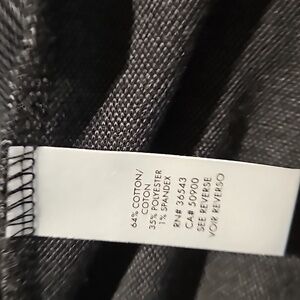 64% COTTON/
COTON
35% POLYESTER
1% SPANDEX
RN# 36543
CA# 50900
SEE REVERSE
VOIR REVERSO